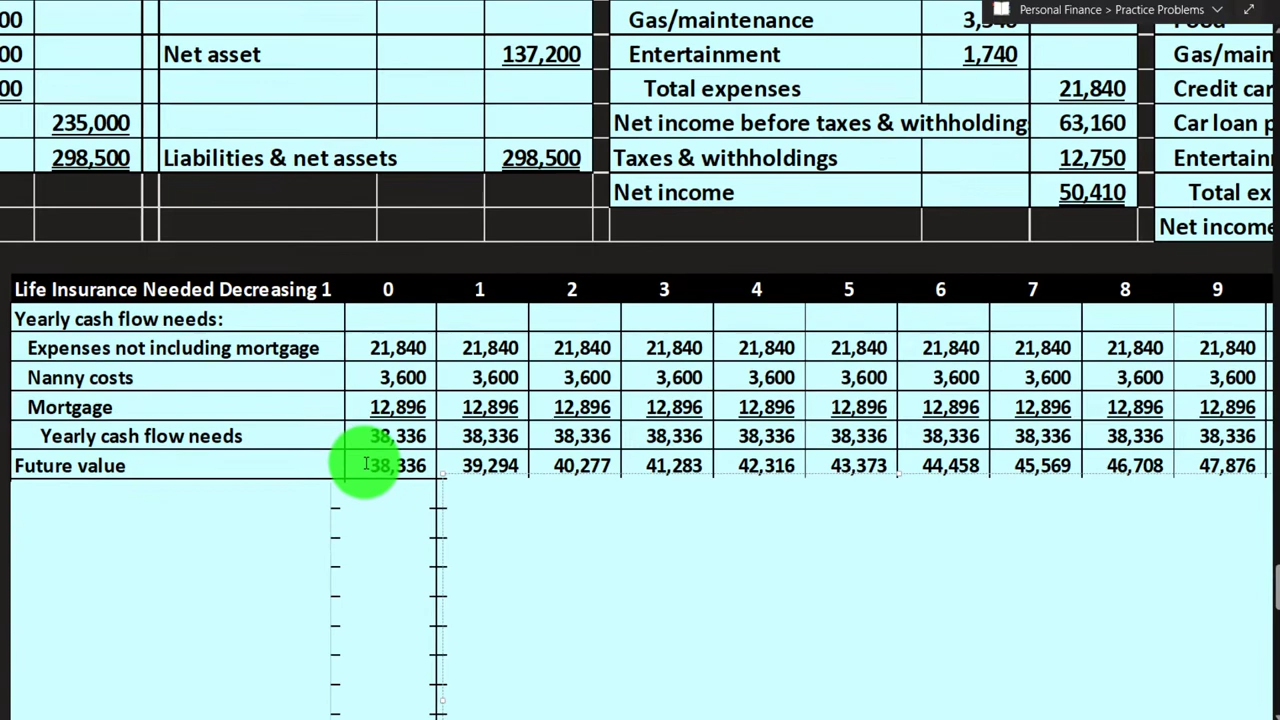 Personal Finance > Practice Problems
00 Gas/maintenance Food
00 Net asset 137,200 Entertainment 1,740 Gas/main
00 Total expenses 21,840 Credit car
235,000 Net income before taxes & withholding 63,160 Car loan p
298,500 Liabilities & net assets 298,500 Taxes & withholdings 12,750 Entertain
Net income 50,410 Total ex
Net income
Life Insurance Needed Decreasing 1 0 1 2 3 4 5 6 7 8 9
Yearly cash flow needs:
Expenses not including mortgage 21,840 21,840 21,840 21,840 21,840 21,840 21,840 21,840 21,840 21,840
Nanny costs 3,600 3,600 3,600 3,600 3,600 3,600 3,600 3,600 3,600 3,600
Mortgage 12,896 12,896 12,896 12,896 12,896 12,896 12,896 12,896 12,896 12,896
Yearly cash flow needs 38,336 38,336 38,336 38,336 38,336 38,336 38,336 38,336 38,336 38,336
Future value 38,336 39,294 40,277 41,283 42,316 43,373 44,458 45,569 46,708 47,876